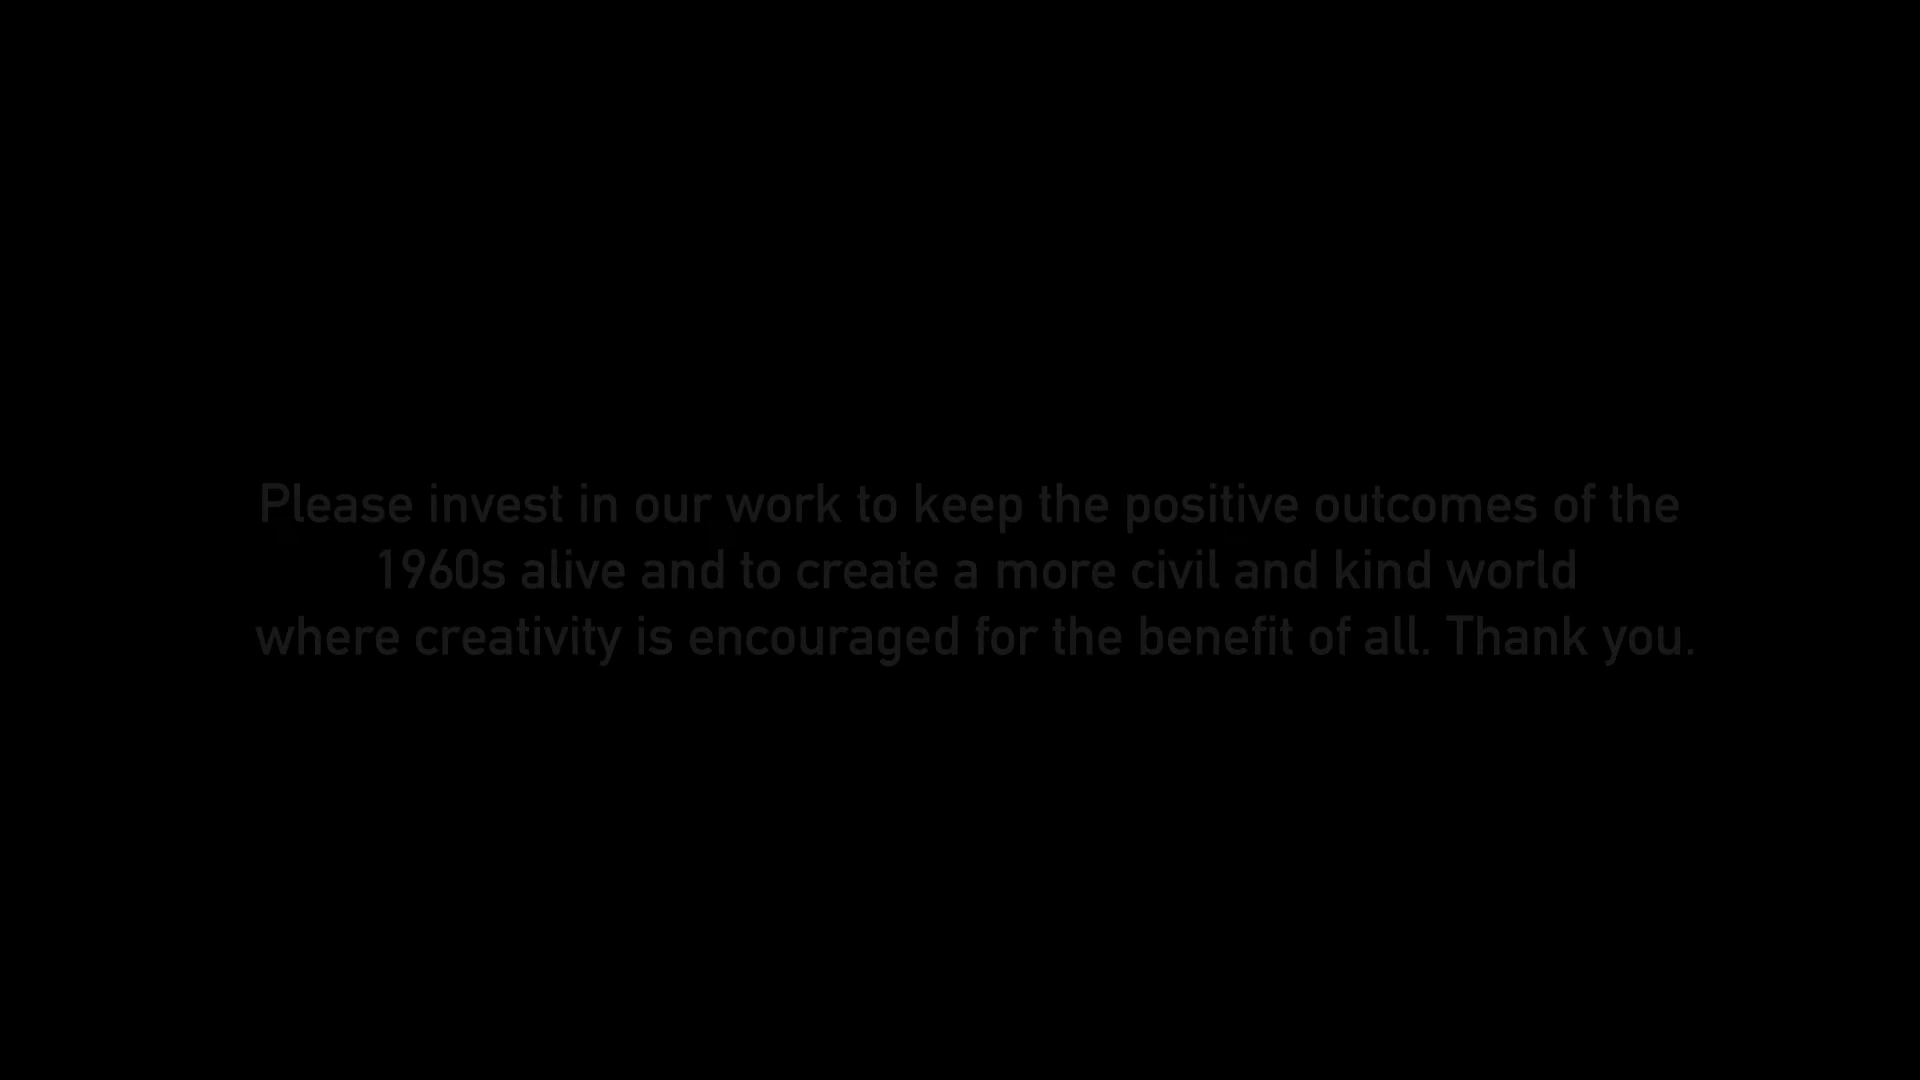 Please invest in our work to keep the positive outcomes of the
1960s alive and to create a more civil and kind world
where creativity is encouraged for the benefit of all. Thank you.